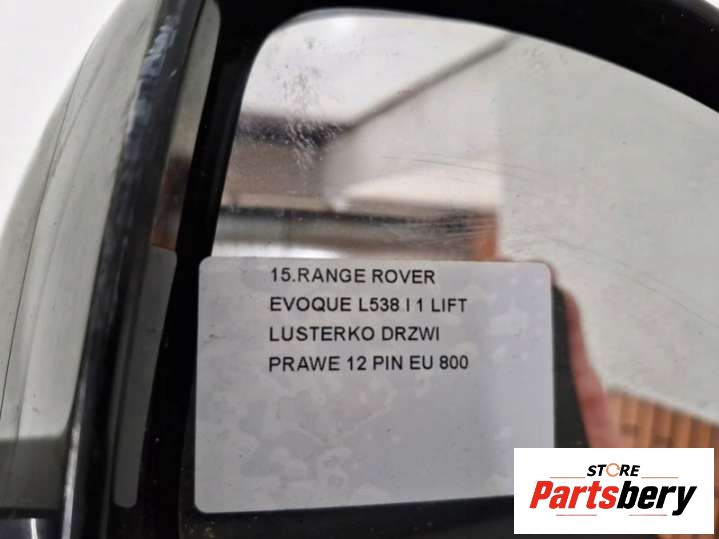 15.RANGE ROVER
EVOQUE L538 I 1 LIFT
LUSTERKO DRZWI
PRAWE 12 PIN EU 800
STORE
Partsbery